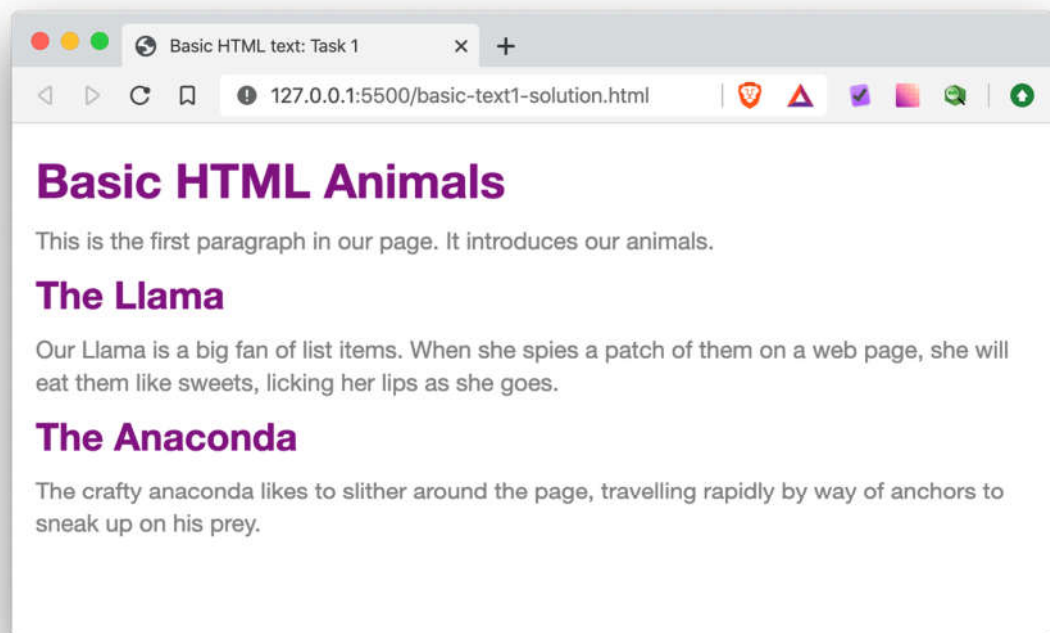 Basic HTML text: Task 1
127.0.0.1:5500/basic-text1-solution.html
Basic HTML Animals
This is the first paragraph in our page. It introduces our animals.
The Llama
Our Llama is a big fan of list items. When she spies a patch of them on a web page, she will
eat them like sweets, licking her lips as she goes.
The Anaconda
The crafty anaconda likes to slither around the page, travelling rapidly by way of anchors to
sneak up on his prey.